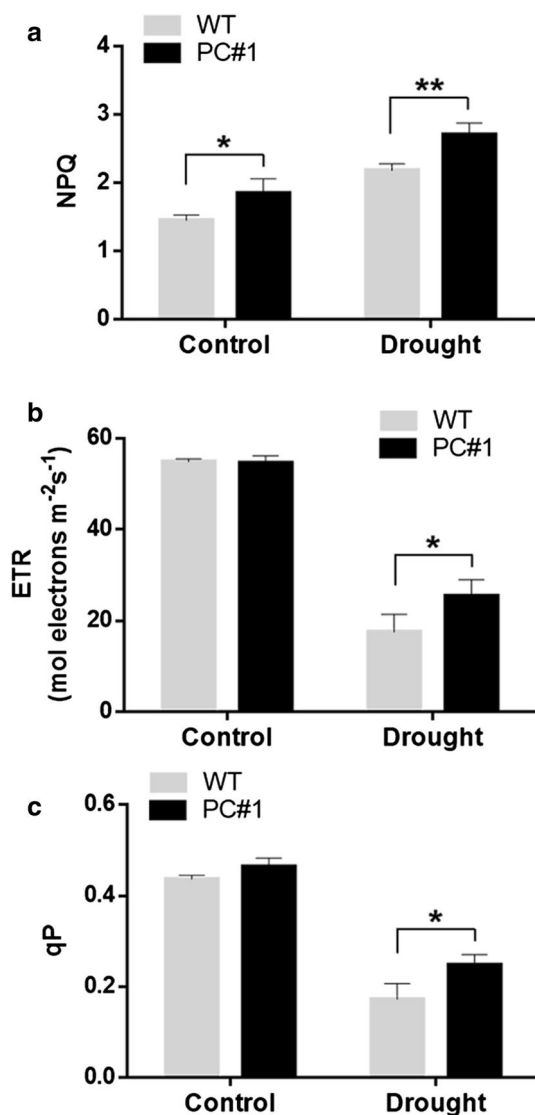 a
WT
PC#1
4
3
2
1
0
NPQ
*
**
Control Drought
b
WT
PC#1
60
40
20
0
ETR
(mol electrons m⁻²s⁻¹)
*
Control Drought
c
WT
PC#1
0.6
0.4
0.2
0.0
qP
*
Control Drought